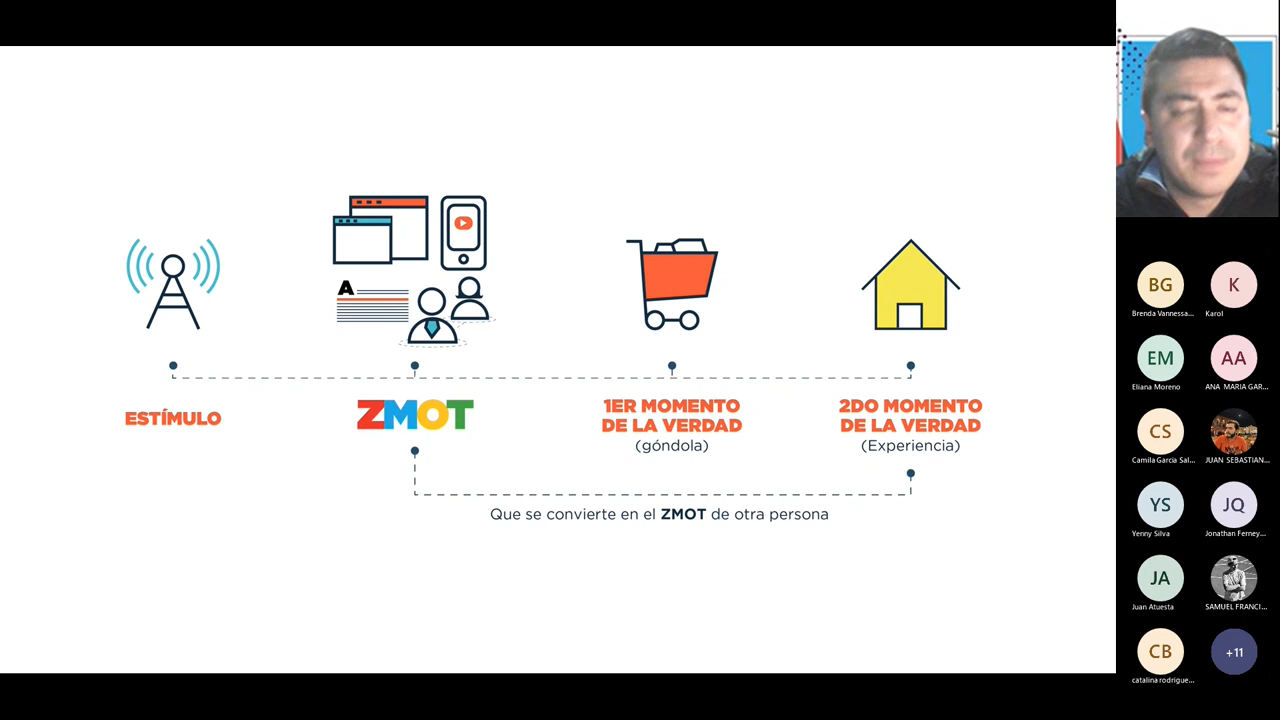 A
ESTÍMULO
ZMOT
1ER MOMENTO
DE LA VERDAD
(góndola)
2DO MOMENTO
DE LA VERDAD
(Experiencia)
Que se convierte en el ZMOT de otra persona
BG
Brenda Vannessa...
K
Karol
EM
Eliana Moreno
AA
ANA MARIA GAR...
CS
Camila Garcia Sal...
JUAN SEBASTIAN...
YS
Yenny Silva
JQ
Jonathan Ferney...
JA
Juan Atuesta
SAMUEL FRANCI...
CB
catalina rodrigue...
+11